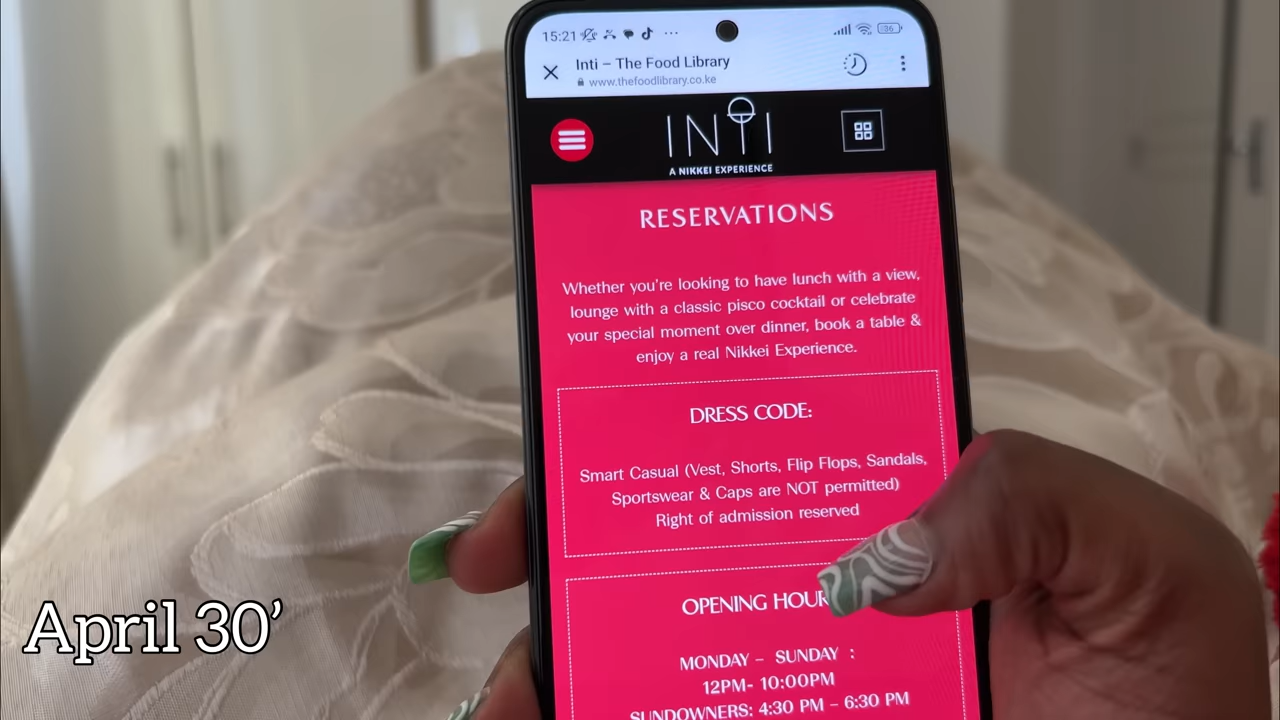 15:21
36
Inti – The Food Library
www.thefoodlibrary.co.ke
INTI
A NIKKEI EXPERIENCE
RESERVATIONS
Whether you're looking to have lunch with a view,
lounge with a classic pisco cocktail or celebrate
your special moment over dinner, book a table &
enjoy a real Nikkei Experience.
DRESS CODE:
Smart Casual (Vest, Shorts, Flip Flops, Sandals,
Sportswear & Caps are NOT permitted)
Right of admission reserved
OPENING HOUR
MONDAY – SUNDAY :
12PM- 10:00PM
SUNDOWNERS: 4:30 PM – 6:30 PM
April 30’